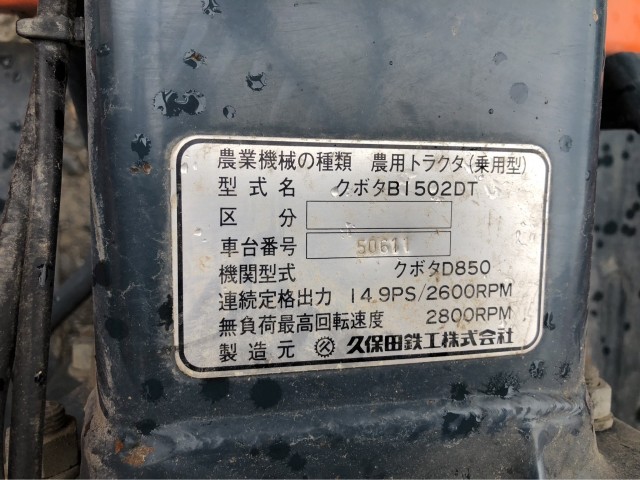 農業機械の種類 農用トラクタ(乗用型)
型式名 クボタB1502DT
区分
車台番号 50611
機関型式 クボタD850
連続定格出力 14.9PS/2600RPM
無負荷最高回転速度 2800RPM
製造元 久保田鉄工株式会社